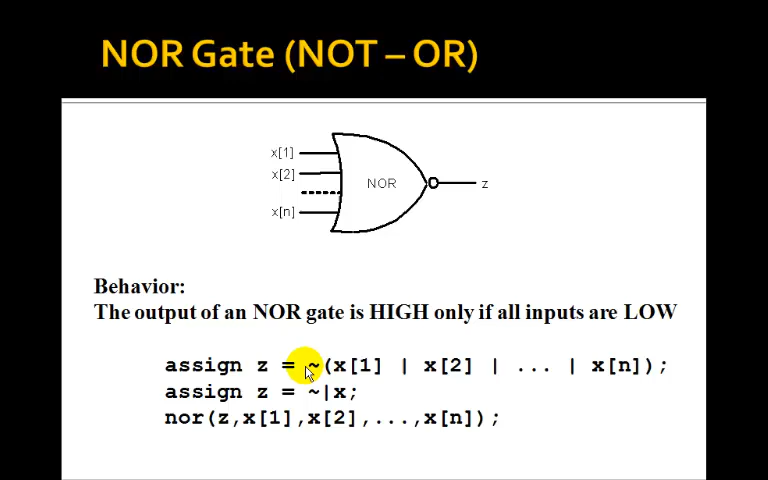 NOR Gate (NOT – OR)
x[1]
x[2]
NOR
z
x[n]
Behavior:
The output of an NOR gate is HIGH only if all inputs are LOW
assign z = ~(x[1] | x[2] | ... | x[n]);
assign z = ~|x;
nor(z,x[1],x[2],...,x[n]);